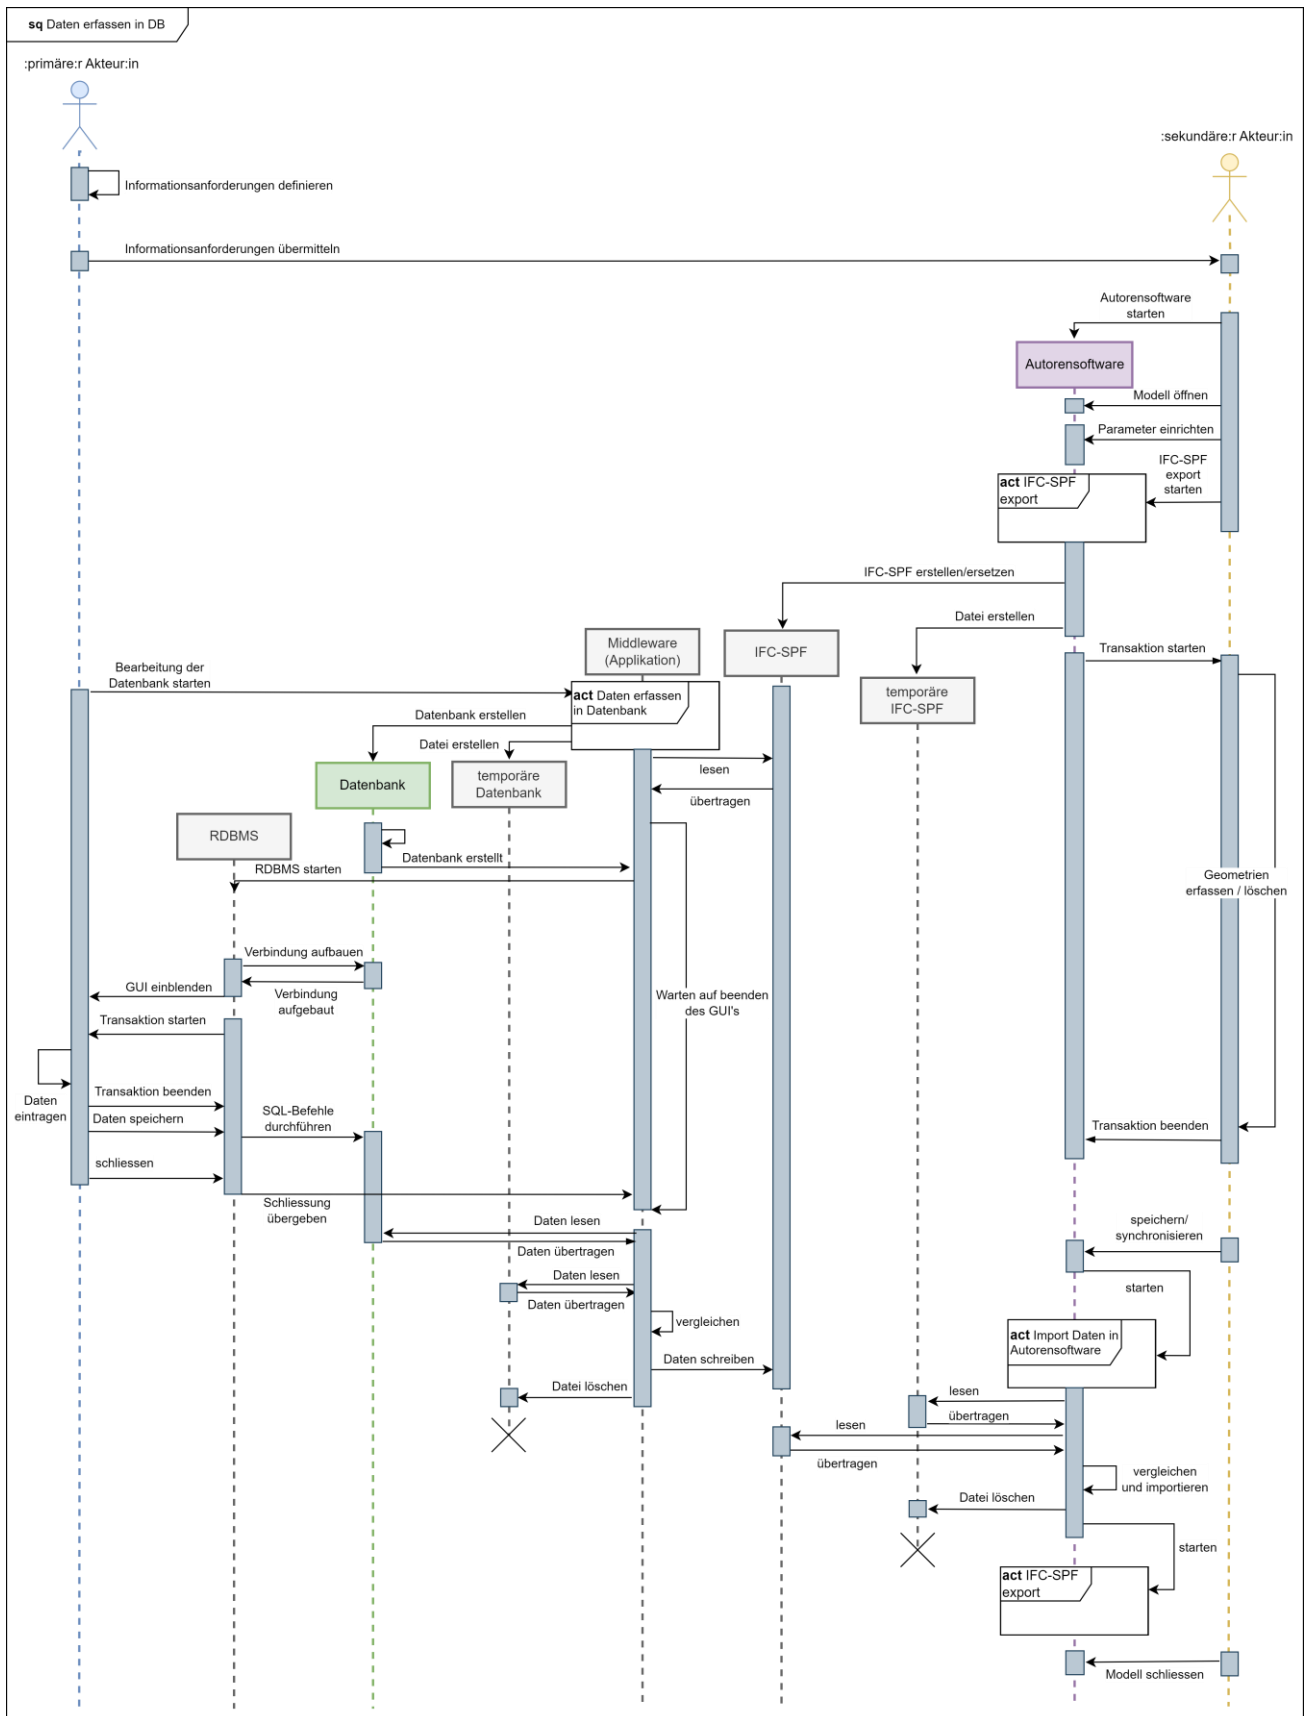 sq Daten erfassen in DB
:primäre:r Akteur:in
:sekundäre:r Akteur:in
Informationsanforderungen definieren
Informationsanforderungen übermitteln
Autorensoftware
starten
Autorensoftware
Modell öffnen
Parameter einrichten
IFC-SPF
export
starten
act IFC-SPF
export
IFC-SPF erstellen/ersetzen
Datei erstellen
Middleware
(Applikation)
IFC-SPF
Transaktion starten
Bearbeitung der
Datenbank starten
temporäre
IFC-SPF
act Daten erfassen
in Datenbank
Datenbank erstellen
Datei erstellen
lesen
Datenbank
temporäre
Datenbank
übertragen
RDBMS
Datenbank erstellt
RDBMS starten
Geometrien
erfassen / löschen
Verbindung aufbauen
GUI einblenden
Verbindung
aufgebaut
Warten auf beenden
des GUI's
Transaktion starten
Daten
eintragen
Transaktion beenden
Daten speichern
SQL-Befehle
durchführen
Transaktion beenden
schliessen
Schliessung
übergeben
Daten lesen
Daten übertragen
speichern/
synchronisieren
Daten lesen
Daten übertragen
starten
vergleichen
act Import Daten in
Autorensoftware
Daten schreiben
Datei löschen
lesen
übertragen
lesen
übertragen
vergleichen
und importieren
Datei löschen
starten
act IFC-SPF
export
Modell schliessen